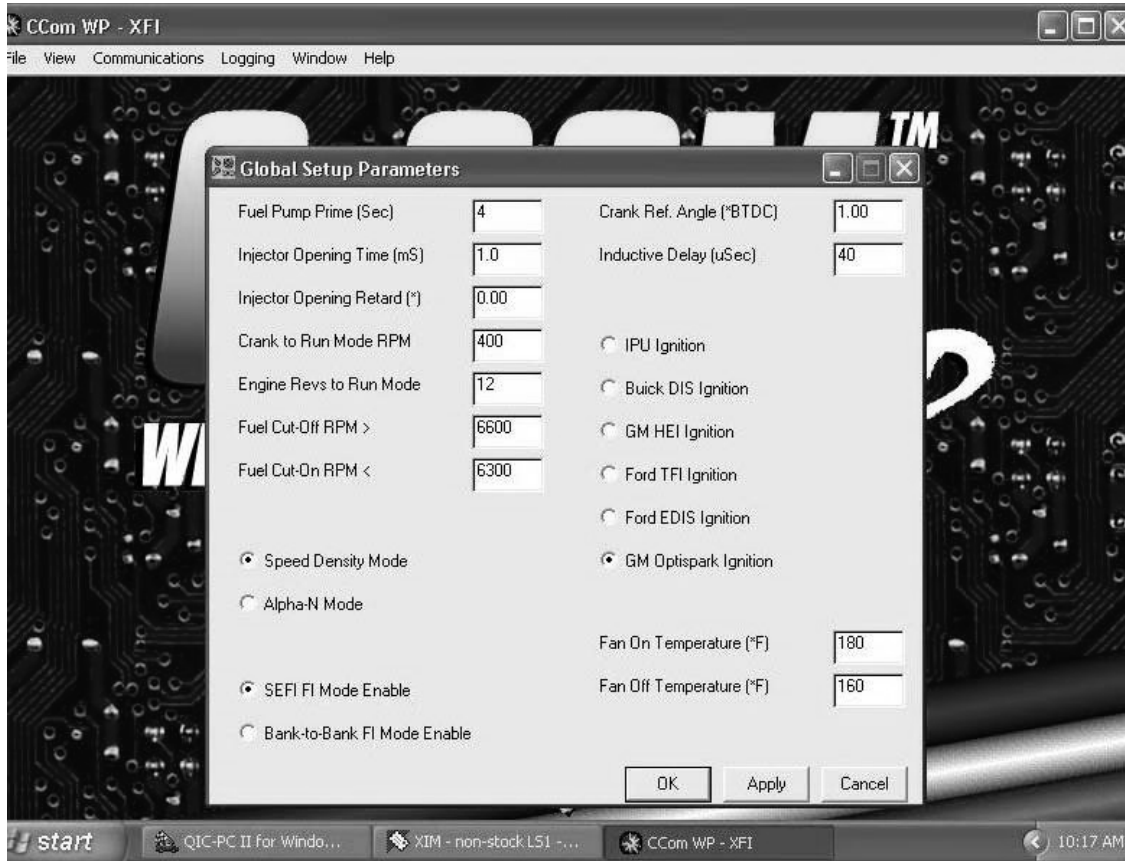 CCom WP - XFI
File View Communications Logging Window Help
TM
Global Setup Parameters
Fuel Pump Prime (Sec) 4
Crank Ref. Angle (*BTDC) 1.00
Injector Opening Time (mS) 1.0
Inductive Delay (uSec) 40
Injector Opening Retard (*) 0.00
Crank to Run Mode RPM 400
IPU Ignition
Engine Revs to Run Mode 12
Buick DIS Ignition
Fuel Cut-Off RPM > 6600
GM HEI Ignition
Fuel Cut-On RPM < 6300
Ford TFI Ignition
Ford EDIS Ignition
Speed Density Mode
GM Optispark Ignition
Alpha-N Mode
Fan On Temperature (*F) 180
SEFI FI Mode Enable
Fan Off Temperature (*F) 160
Bank-to-Bank FI Mode Enable
OK Apply Cancel
start QIC-PC II for Windo... XIM - non-stock LS1 -... CCom WP - XFI 10:17 AM